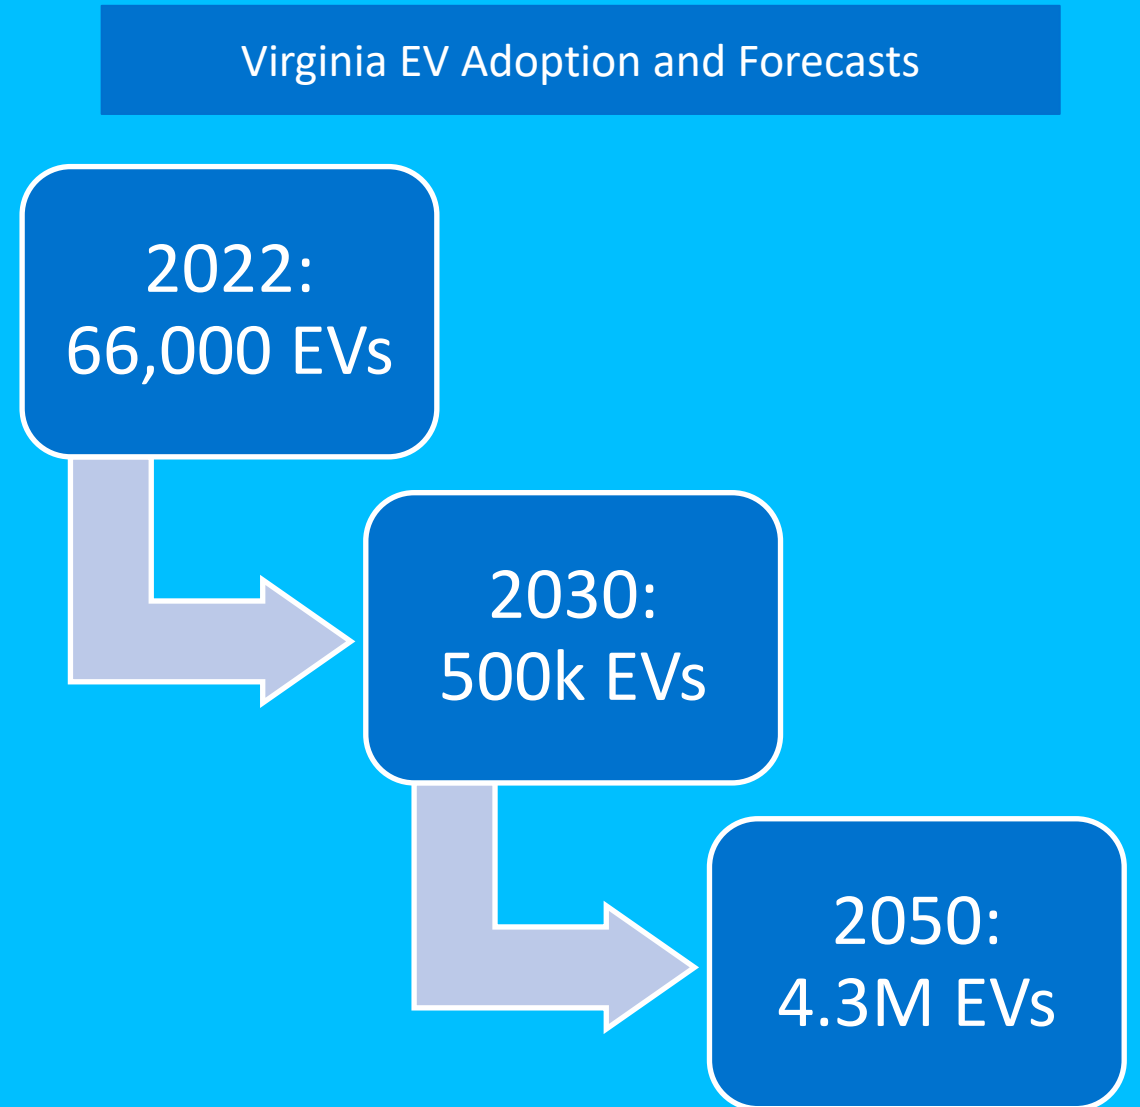 Virginia EV Adoption and Forecasts
2022:
66,000 EVs
2030:
500k EVs
2050:
4.3M EVs